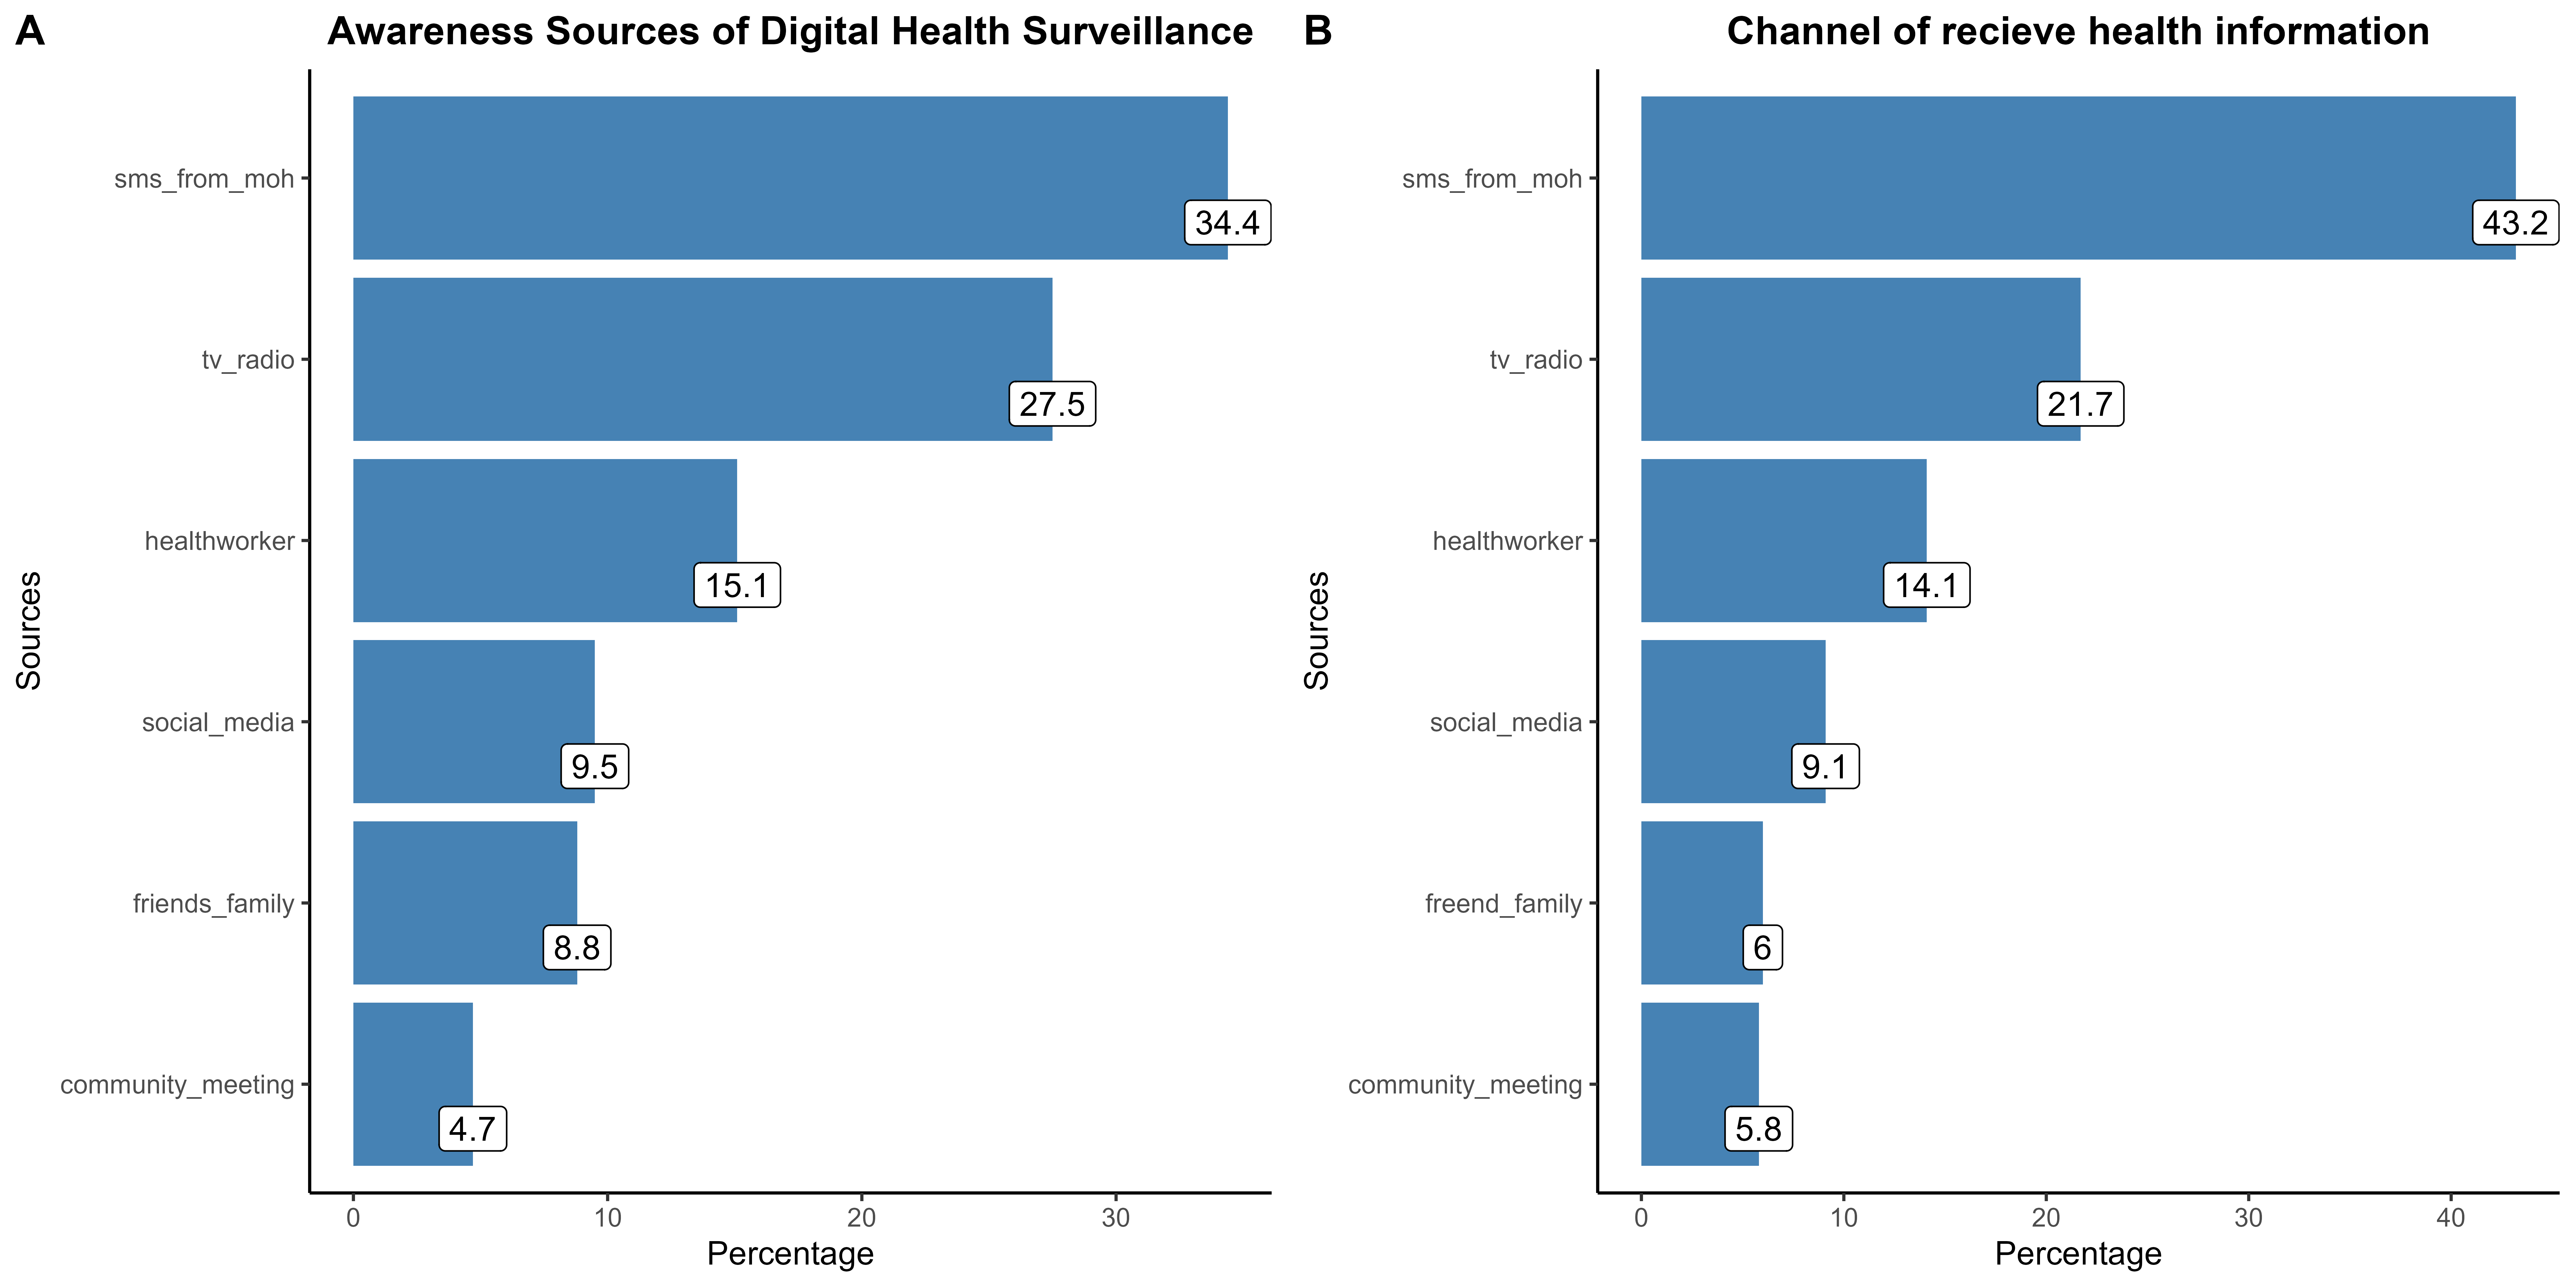 A
Awareness Sources of Digital Health Surveillance
Sources
sms_from_moh
34.4
tv_radio
27.5
healthworker
15.1
social_media
9.5
friends_family
8.8
community_meeting
4.7
0 10 20 30
Percentage
B
Channel of recieve health information
Sources
sms_from_moh
43.2
tv_radio
21.7
healthworker
14.1
social_media
9.1
freend_family
6
community_meeting
5.8
0 10 20 30 40
Percentage